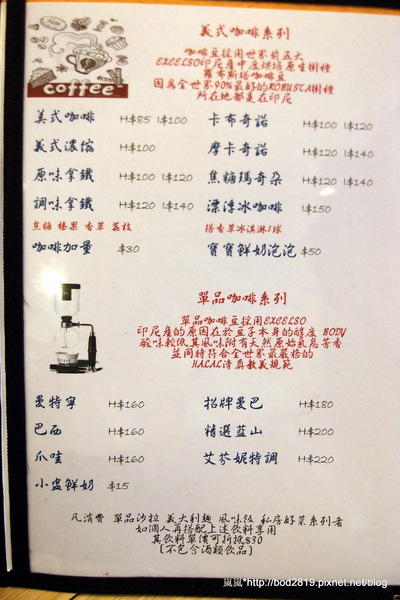 coffee
美式咖啡系列
咖啡豆採用世界前五大
EXCELSO印尼產中度烘培原生樹種
羅布斯塔咖啡豆
因為全世界90%最好的ROBUSTA樹種
所在地都是在印尼
美式咖啡 H$85 I$100 卡布奇諾 H$100 I$120
美式濃縮 H$100 摩卡奇諾 H$120 I$140
原味拿鐵 H$100 I$120 焦糖瑪奇朵 H$120 I$140
調味拿鐵 H$120 I$140 漂浮冰咖啡 I$150
焦糖 榛果 香草 荔枝 搭香草冰淇淋1球
咖啡加量 $30 寶寶鮮奶泡泡 $50
單品咖啡系列
單品咖啡豆採用EXCELSO
印尼產的原因在於豆子本身的醇度 BODY
酸味較低其風味附有天然原始氣息芳香
並同時符合全世界最嚴格的
HALAL清真教義規範
曼特寧 H$160 招牌曼巴 H$180
巴西 H$160 精選藍山 H$200
爪哇 H$160 艾芬妮特調 H$220
小盅鮮奶 $15
凡消費 單品沙拉 義大利麵 風味飯 私房好菜系列者
如個人再搭配上述飲料享用
其飲料單價可折抵$30
[不包含酒類飲品]
嵐嵐*http://bod2819.pixnet.net/blog